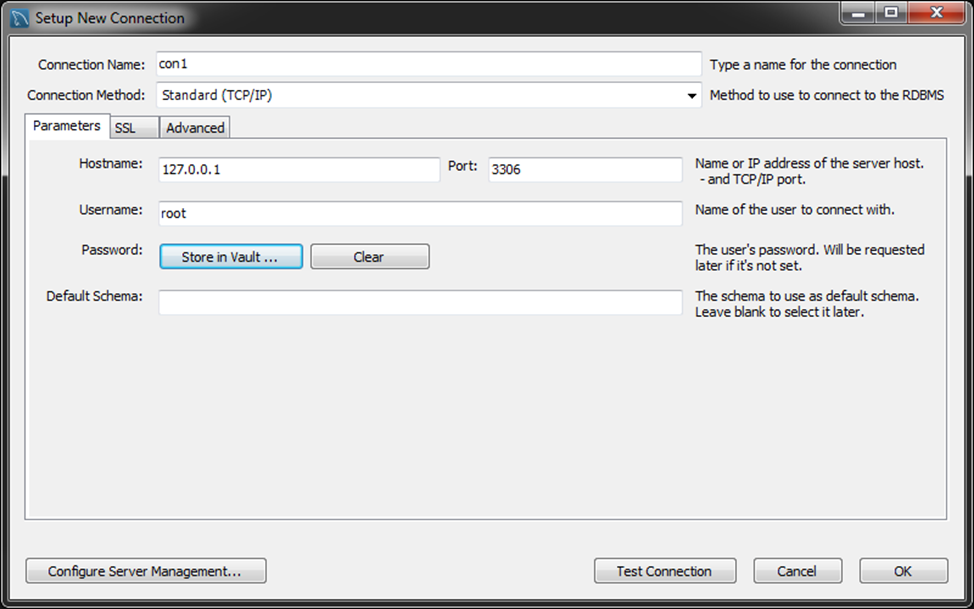 Setup New Connection
Connection Name: con1 Type a name for the connection
Connection Method: Standard (TCP/IP) Method to use to connect to the RDBMS
Parameters SSL Advanced
Hostname: 127.0.0.1 Port: 3306 Name or IP address of the server host.
- and TCP/IP port.
Username: root Name of the user to connect with.
Password: Store in Vault ... Clear The user's password. Will be requested
later if it's not set.
Default Schema: The schema to use as default schema.
Leave blank to select it later.
Configure Server Management... Test Connection Cancel OK